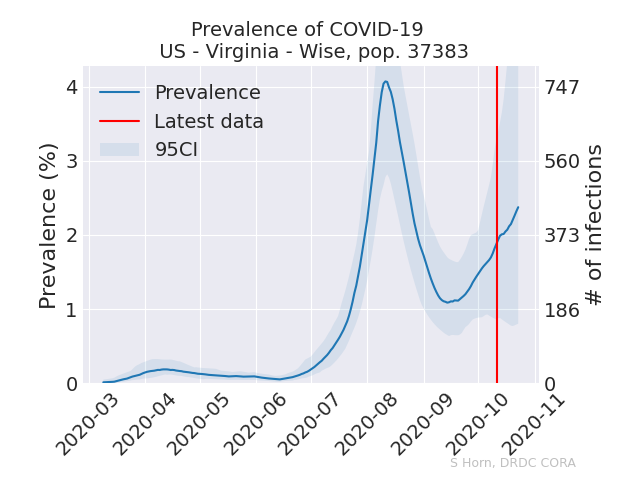 Prevalence of COVID-19
US - Virginia - Wise, pop. 37383
Prevalence
Latest data
95CI
Prevalence (%)
4
3
2
1
0
747
560
373
186
0
# of infections
2020-03
2020-04
2020-05
2020-06
2020-07
2020-08
2020-09
2020-10
2020-11
S Horn, DRDC CORA